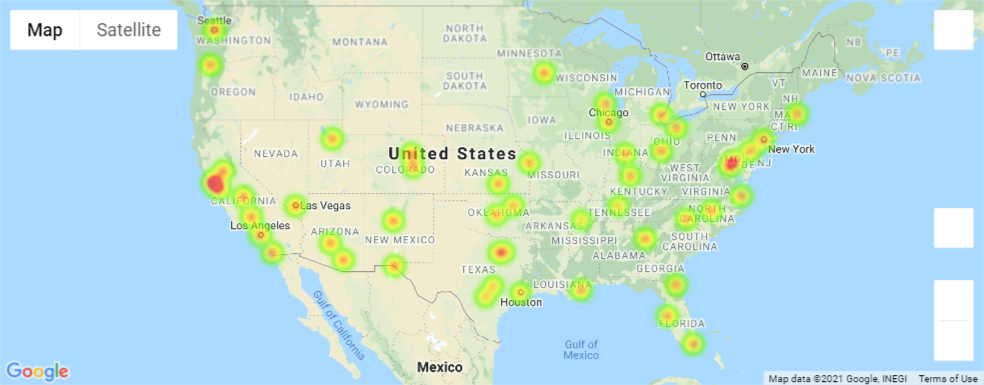 Map
Satellite
Seattle
WASHINGTON
MONTANA
NORTH
DAKOTA
MINNESOTA
Ottawa
NB
PE
MAINE
NOVA SCOTIA
OREGON
IDAHO
SOUTH
DAKOTA
WISCONSIN
MICHIGAN
Toronto
VT
NH
NEW YORK
MA
CT RI
WYOMING
Chicago
IOWA
NEBRASKA
ILLINOIS
INDIANA
OHIO
PENN
New York
NJ
MD
DE
NEVADA
UTAH
COLORADO
United States
KANSAS
MISSOURI
WEST
VIRGINIA
KENTUCKY
VIRGINIA
CALIFORNIA
Las Vegas
Los Angeles
ARIZONA
NEW MEXICO
OKLAHOMA
ARKANSAS
TENNESSEE
NORTH
CAROLINA
MISSISSIPPI
SOUTH
CAROLINA
ALABAMA
GEORGIA
TEXAS
LOUISIANA
Houston
FLORIDA
Gulf of
California
Gulf of
Mexico
Mexico
Google
Map data ©2021 Google, INEGI
Terms of Use